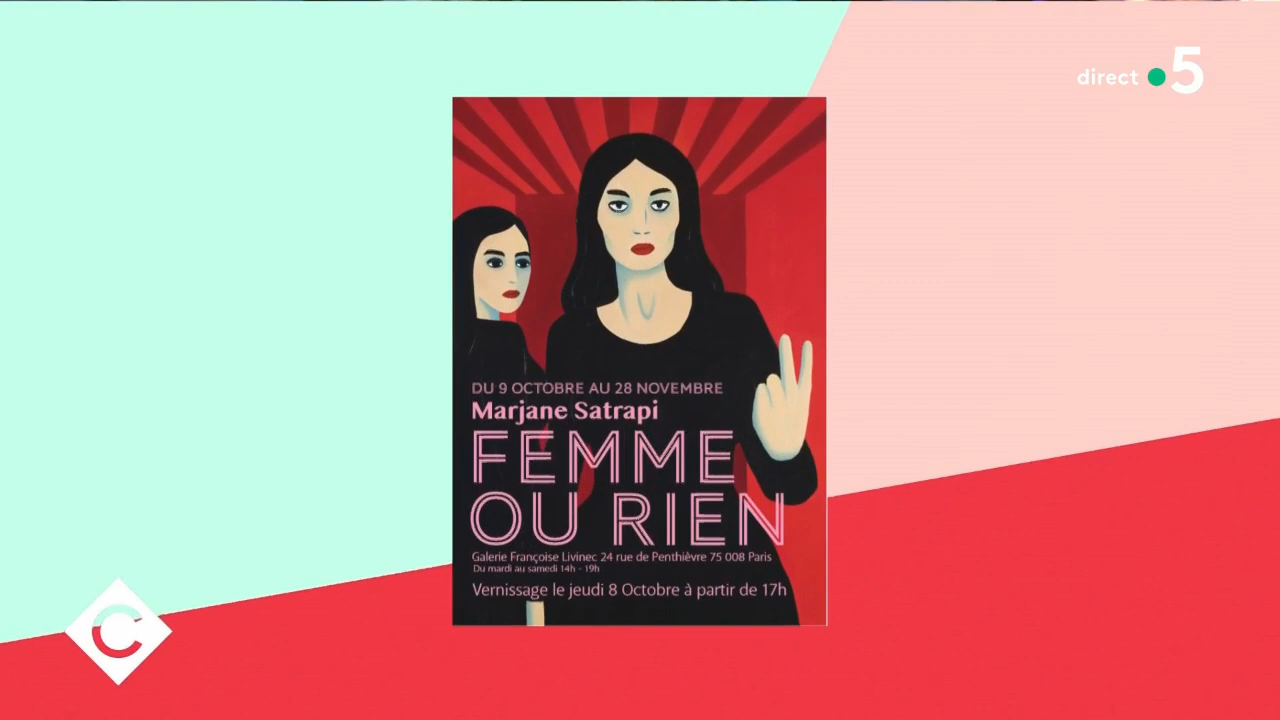 direct 5
DU 9 OCTOBRE AU 28 NOVEMBRE
Marjane Satrapi
FEMME
OU RIEN
Galerie Françoise Livinec 24 rue de Penthièvre 75 008 Paris
Du mardi au samedi 14h - 19h
Vernissage le jeudi 8 Octobre à partir de 17h
C